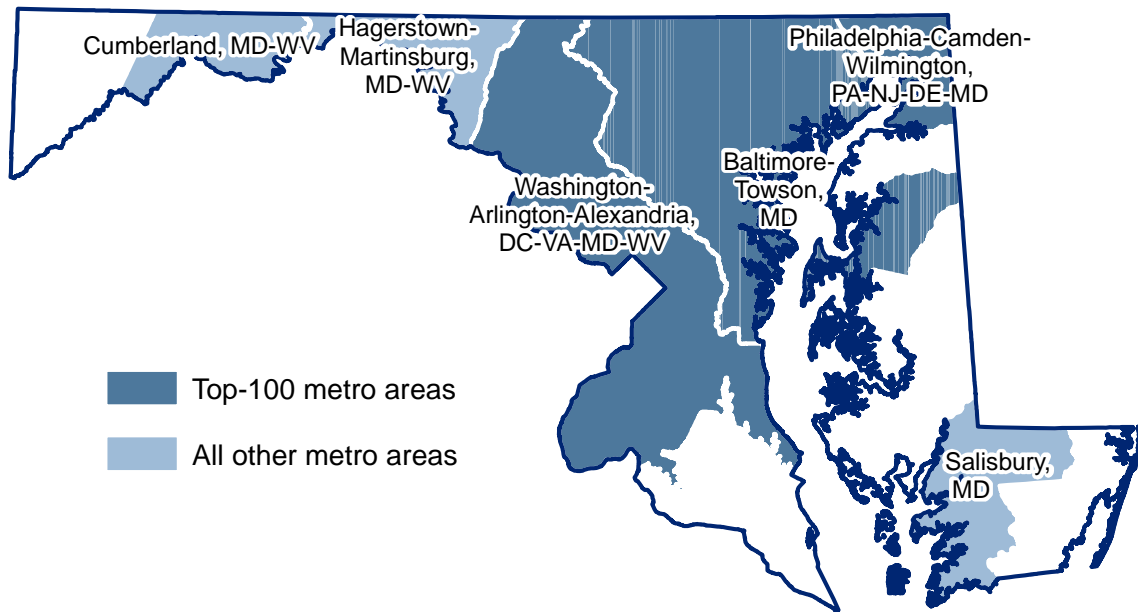 Cumberland, MD-WV
Hagerstown-
Martinsburg,
MD-WV
Philadelphia-Camden-
Wilmington,
PA-NJ-DE-MD
Baltimore-
Towson,
MD
Washington-
Arlington-Alexandria,
DC-VA-MD-WV
Top-100 metro areas
All other metro areas
Salisbury,
MD